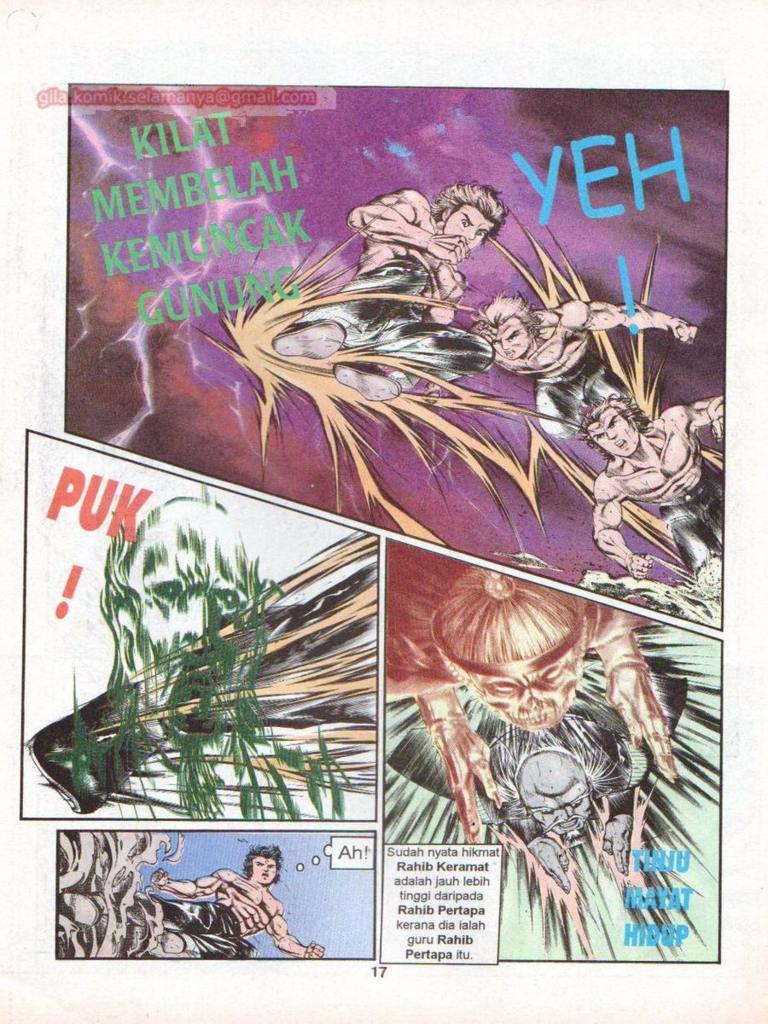 gila.komik.selamanya@gmail.com
KILAT
MEMBELAH
KEMUNCAK
GUNUNG
YEH
!
PUK
!
Ah!
Sudah nyata hikmat
Rahib Keramat
adalah jauh lebih
tinggi daripada
Rahib Pertapa
kerana dia ialah
guru Rahib
Pertapa itu.
TINJU
MAYAT
HIDUP
17